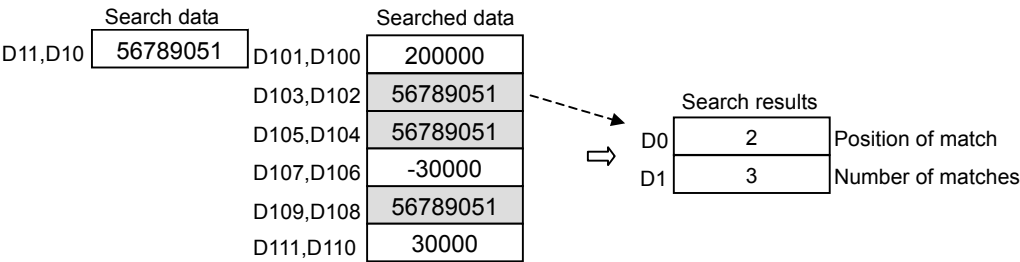 Search data
Searched data
D11,D10 56789051
D101,D100 200000
D103,D102 56789051
D105,D104 56789051
D107,D106 -30000
D109,D108 56789051
D111,D110 30000
Search results
D0 2 Position of match
D1 3 Number of matches